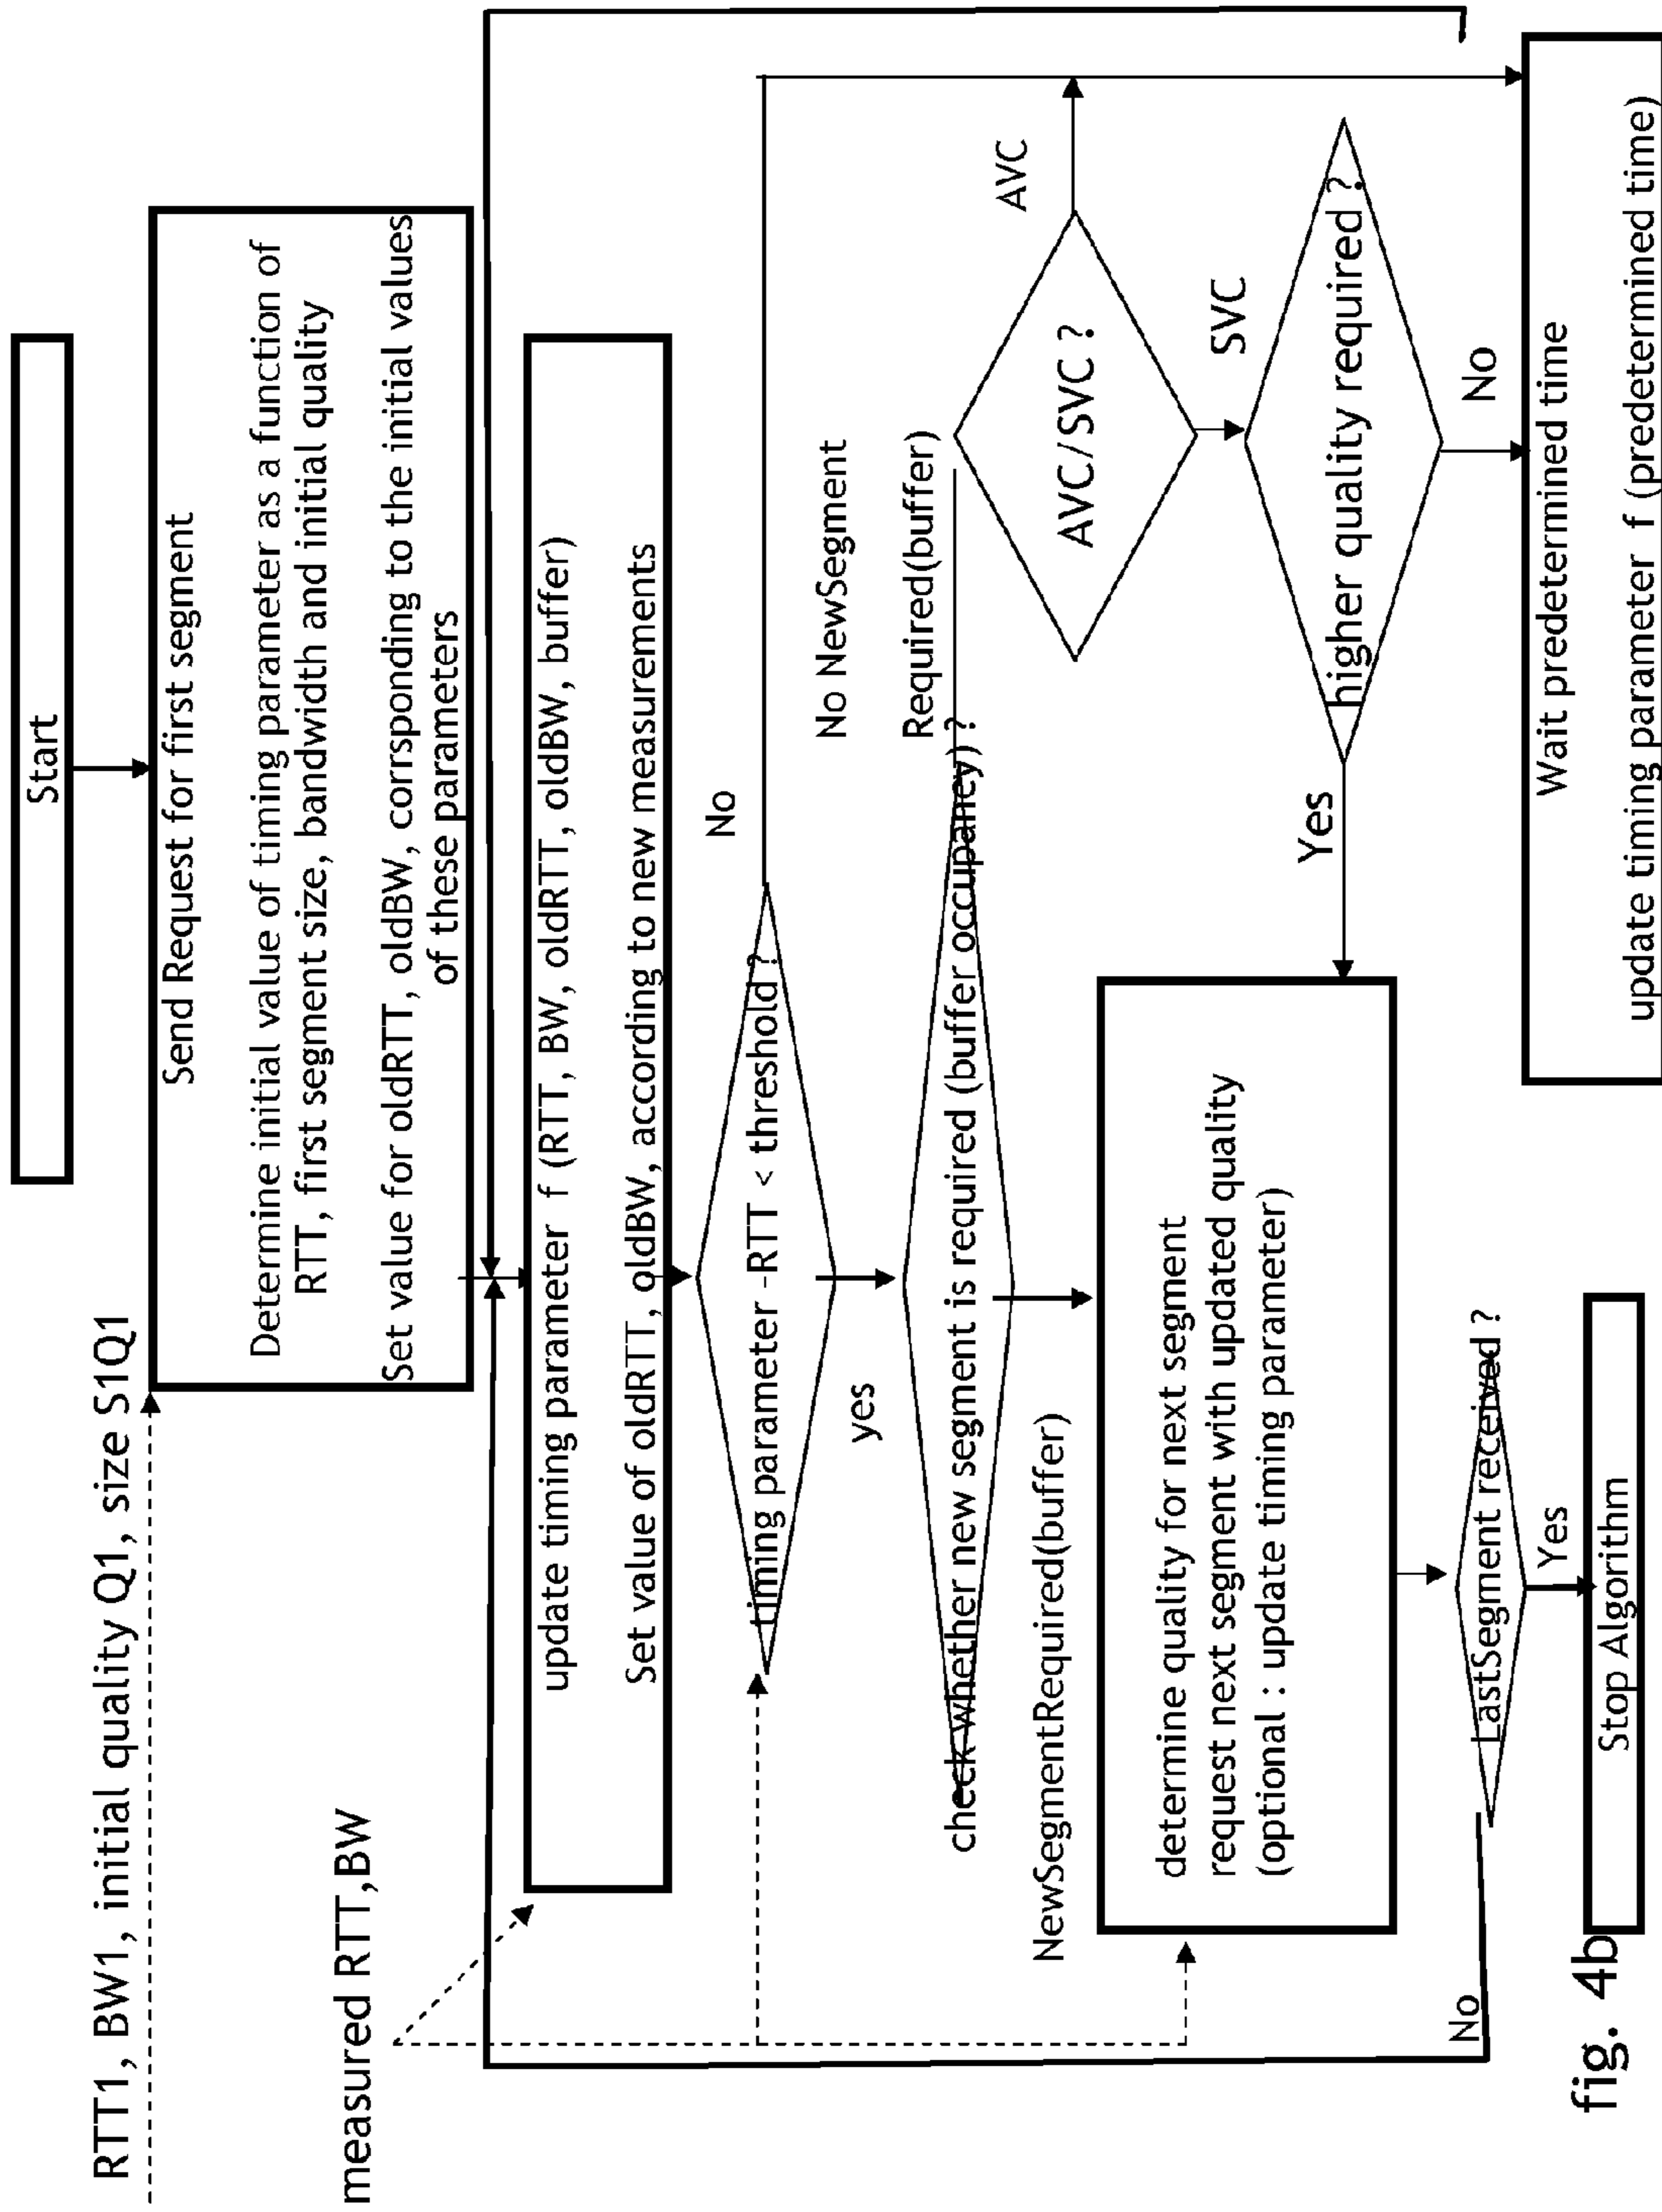 Start
RTT1, BW1, initial quality Q1, size S1Q1
Send Request for first segment
Determine initial value of timing parameter as a function of
RTT, first segment size, bandwidth and initial quality
Set value for oldRTT, oldBW, corrsponding to the initial values
of these parameters
measured RTT,BW
update timing parameter f (RTT, BW, oldRTT, oldBW, buffer)
Set value of oldRTT, oldBW, according to new measurements
timing parameter -RTT < threshold ?
No
yes
No NewSegment
Required(buffer)
check whether new segment is required (buffer occupancy) ?
NewSegmentRequired(buffer)
AVC/SVC ?
AVC
SVC
higher quality required ?
Yes
No
determine quality for next segment
request next segment with updated quality
(optional : update timing parameter)
LastSegment received ?
No
Yes
Stop Algorithm
Wait predetermined time
update timing parameter f (predetermined time)
fig. 4b